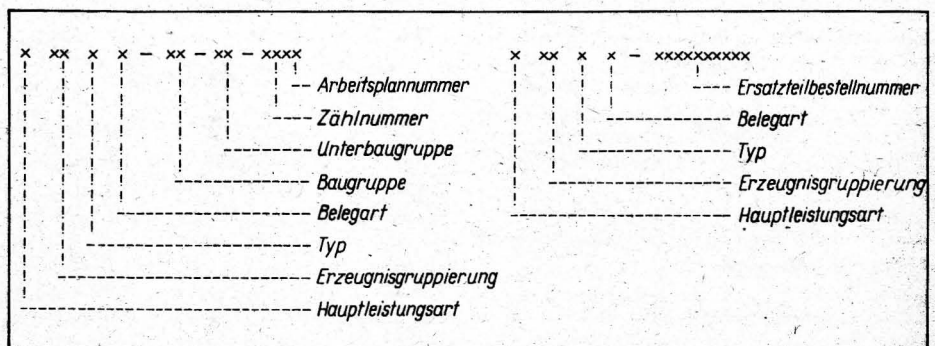 x xx x x – xx – xx – xxxx
Arbeitsplannummer
Zählnummer
Unterbaugruppe
Baugruppe
Belegart
Typ
Erzeugnisgruppierung
Hauptleistungsart
x xx x x – xxxxxxxxx
Ersatzteilbestellnummer
Belegart
Typ
Erzeugnisgruppierung
Hauptleistungsart